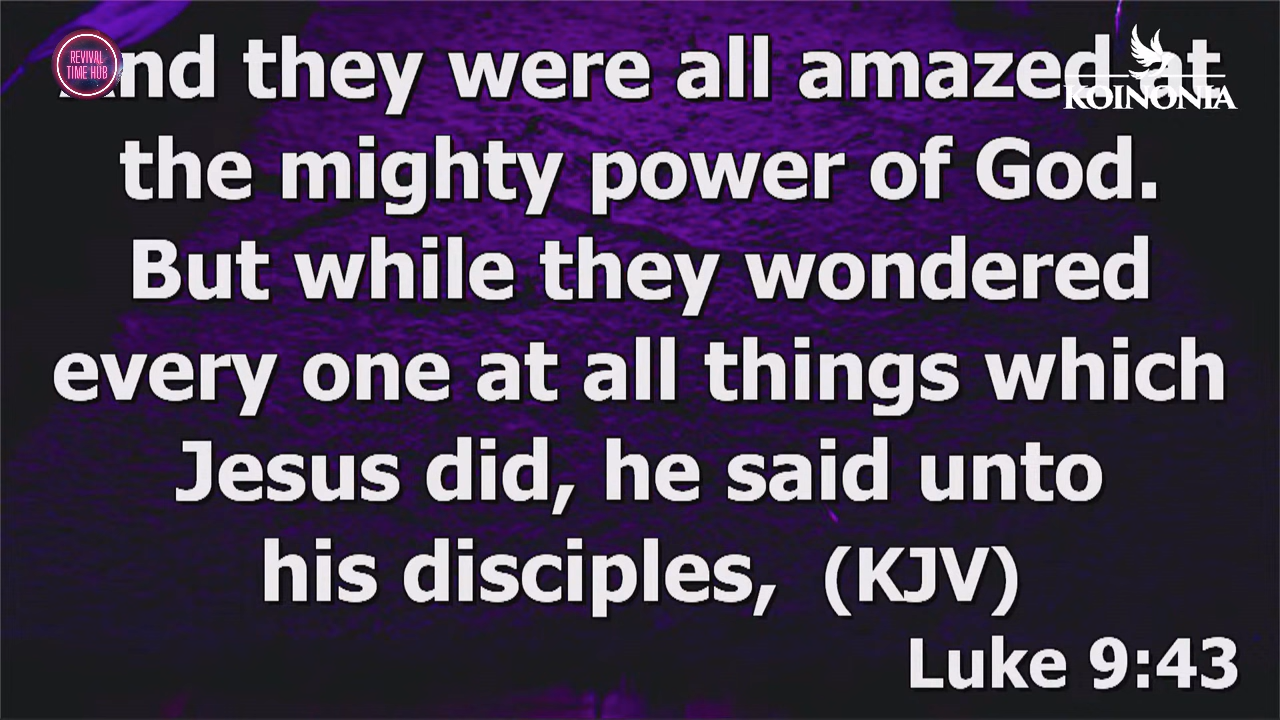 REVIVAL
TIME HUB
KOINONIA
And they were all amazed at
the mighty power of God.
But while they wondered
every one at all things which
Jesus did, he said unto
his disciples, (KJV)
Luke 9:43